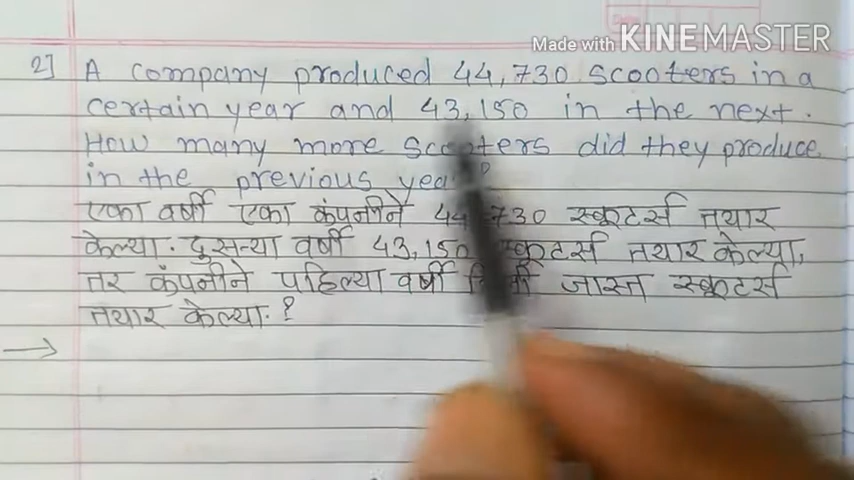 Made with KINEMASTER
2] A company produced 44,730 scooters in a
certain year and 43,150 in the next.
How many more scooters did they produce
in the previous year?
एका वर्षी एका कंपनीने 44,730 स्कूटर्स तयार
केल्या. दुसऱ्या वर्षी 43,150 स्कूटर्स तयार केल्या,
तर कंपनीने पहिल्या वर्षी जास्त स्कूटर्स
तयार केल्या.?